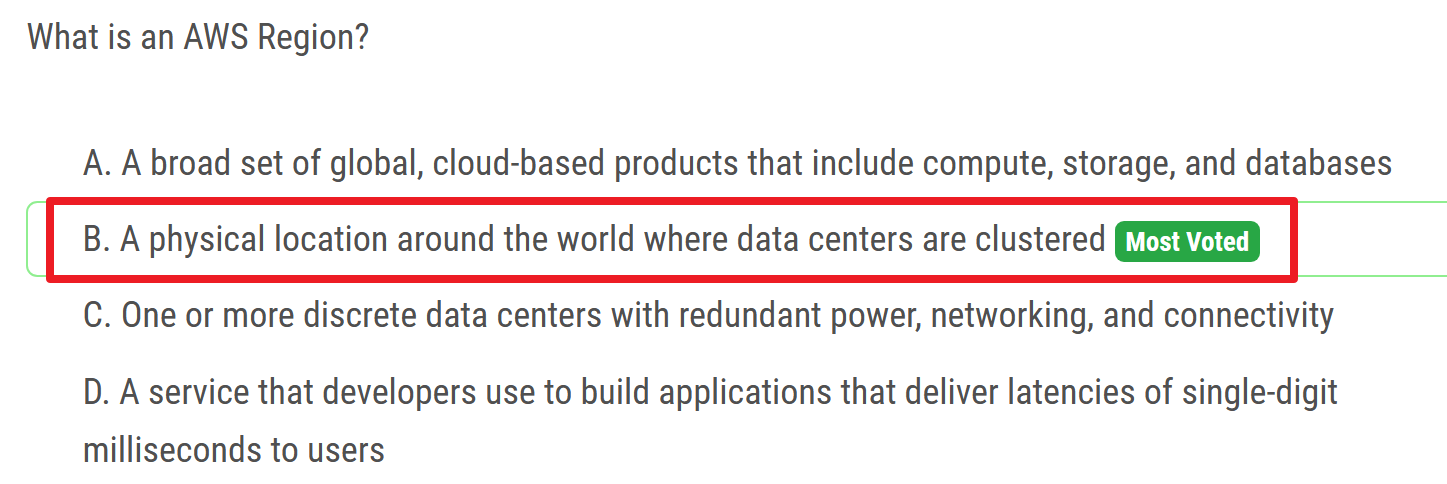 What is an AWS Region?
A. A broad set of global, cloud-based products that include compute, storage, and databases
B. A physical location around the world where data centers are clustered Most Voted
C. One or more discrete data centers with redundant power, networking, and connectivity
D. A service that developers use to build applications that deliver latencies of single-digit
milliseconds to users